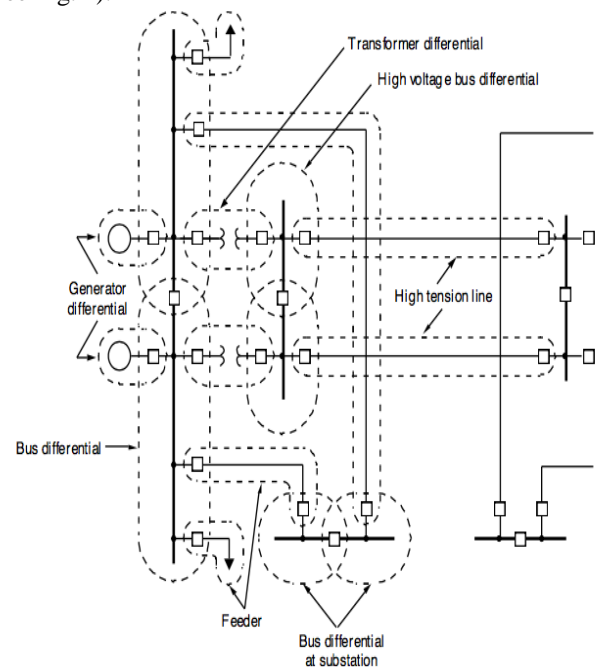 Transformer differential
High voltage bus differential
Generator
differential
High tension line
Bus differential
Feeder
Bus differential
at substation